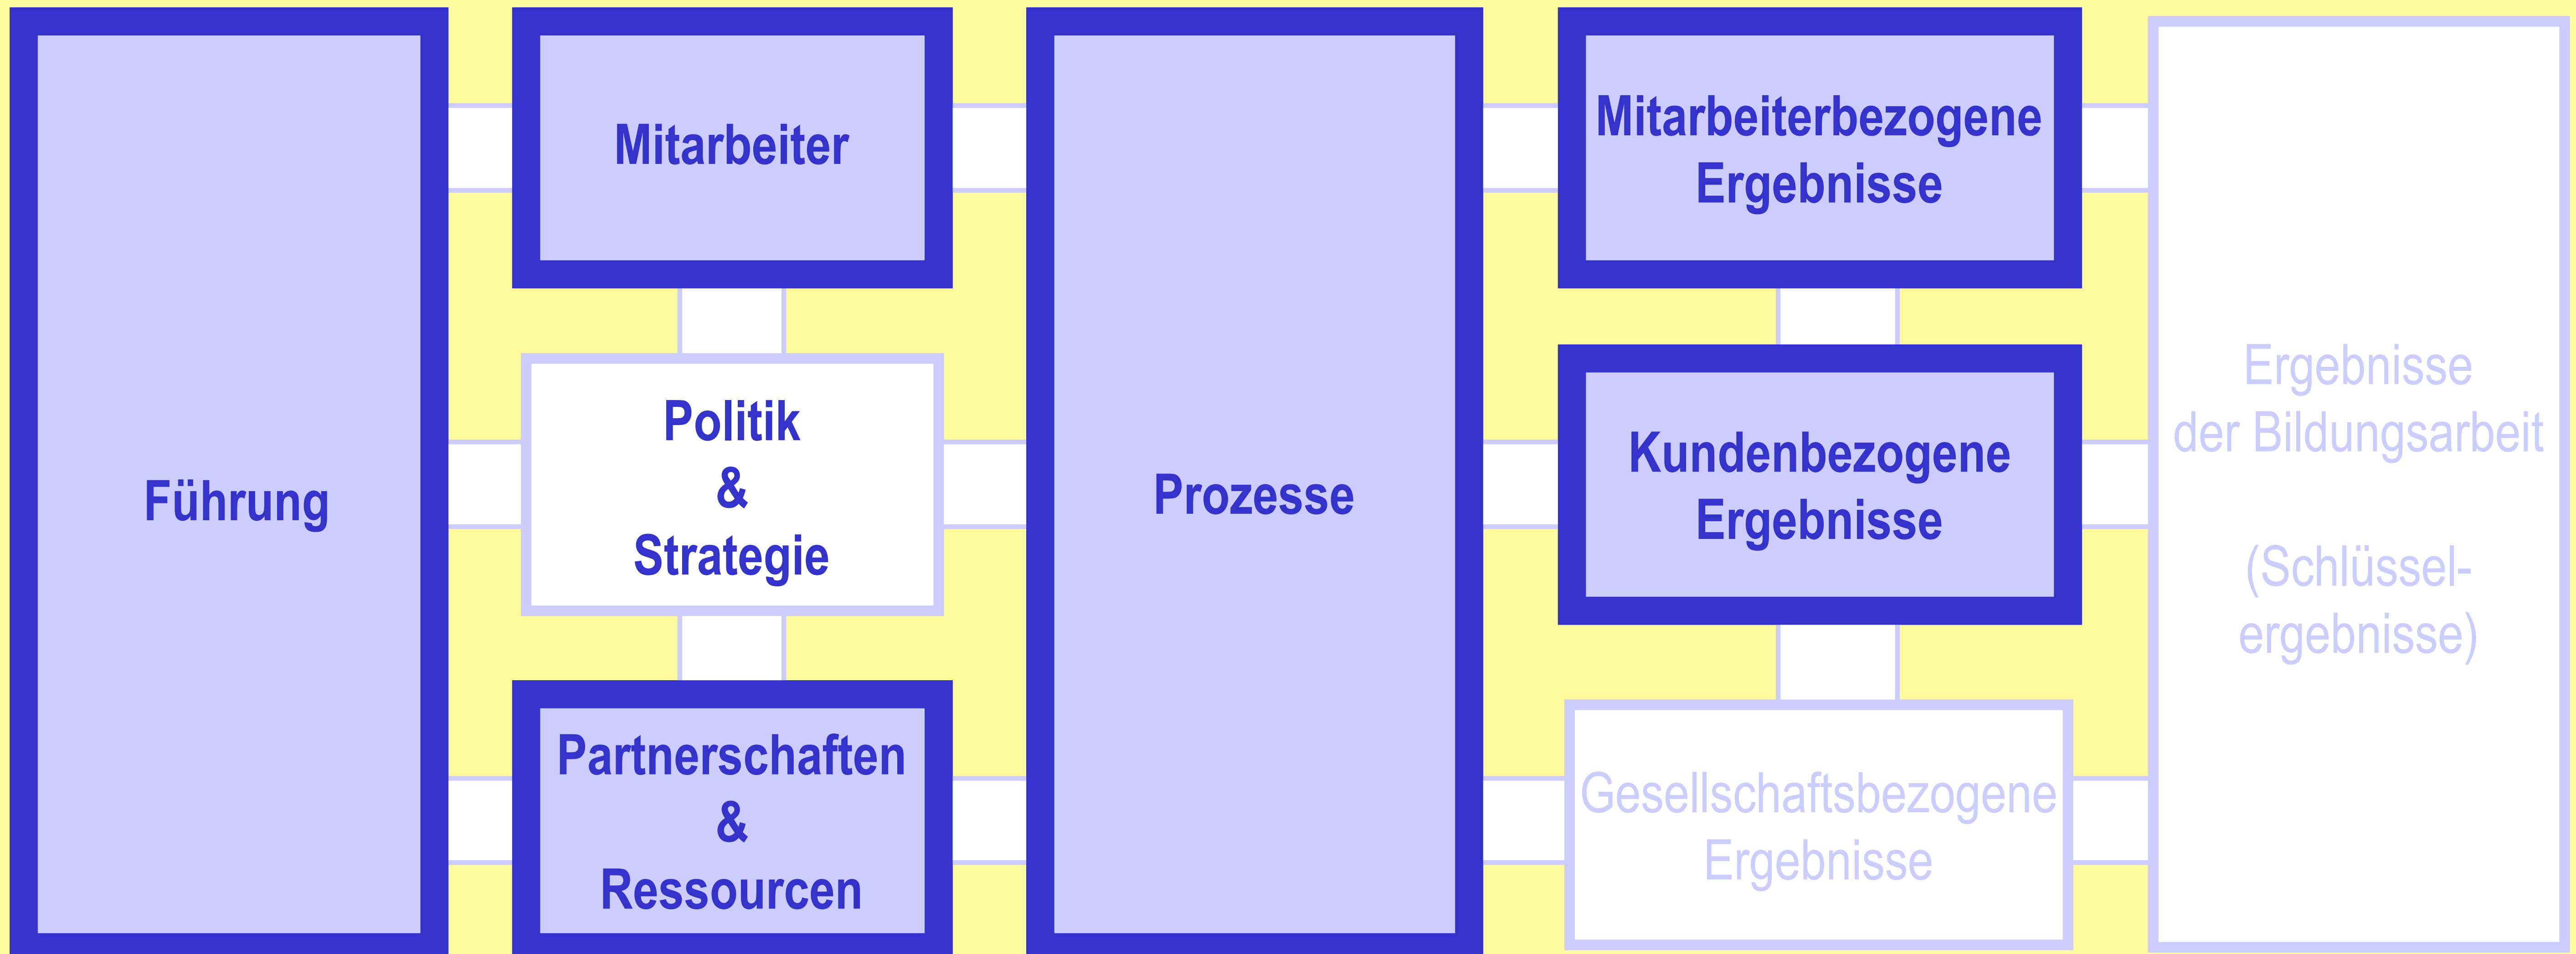 Führung
Mitarbeiter
Politik
&
Strategie
Partnerschaften
&
Ressourcen
Prozesse
Mitarbeiterbezogene
Ergebnisse
Kundenbezogene
Ergebnisse
Gesellschaftsbezogene
Ergebnisse
Ergebnisse
der Bildungsarbeit
(Schlüssel-
ergebnisse)